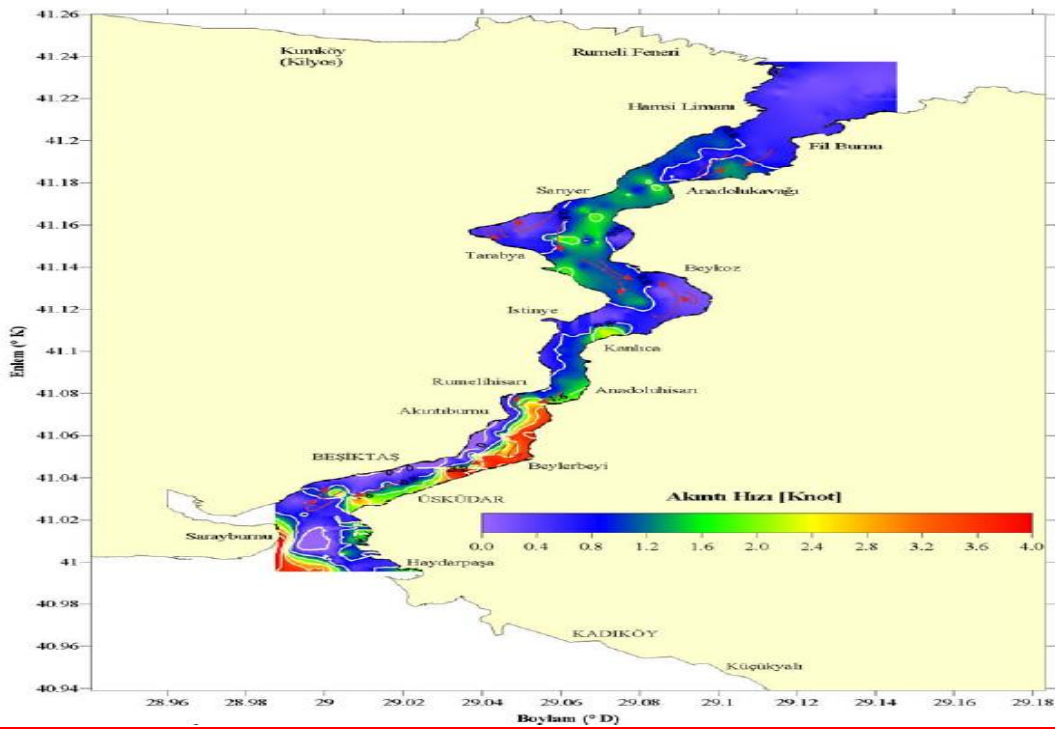 41.26
41.24
41.22
41.2
41.18
41.16
41.14
41.12
41.1
41.08
41.06
41.04
41.02
41
40.98
40.96
40.94
Enlem (° K)
Kumköy
(Kilyos)
Rumeli Feneri
Hamsi Limanı
Fil Burnu
Anadolukavağı
Sarıyer
Tarabya
Beykoz
İstinye
Kanlıca
Rumelihisarı
Anadoluhisarı
Akıntıburnu
BEŞİKTAŞ
Beylerbeyi
ÜSKÜDAR
Akıntı Hızı [Knot]
0.0 0.4 0.8 1.2 1.6 2.0 2.4 2.8 3.2 3.6 4.0
Sarayburnu
Haydarpaşa
KADIKÖY
Küçükyalı
28.96 28.98 29 29.02 29.04 29.06 29.08 29.1 29.12 29.14 29.16 29.18
Boylam (° D)